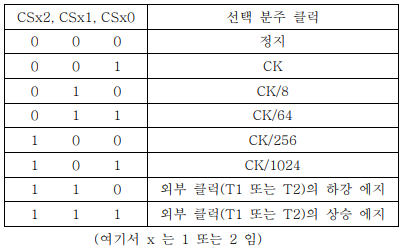 CSx2, CSx1, CSx0 선택 분주 클럭
0 0 0 정지
0 0 1 CK
0 1 0 CK/8
0 1 1 CK/64
1 0 0 CK/256
1 0 1 CK/1024
1 1 0 외부 클럭(T1 또는 T2)의 하강 에지
1 1 1 외부 클럭(T1 또는 T2)의 상승 에지
(여기서 x 는 1 또는 2 임)